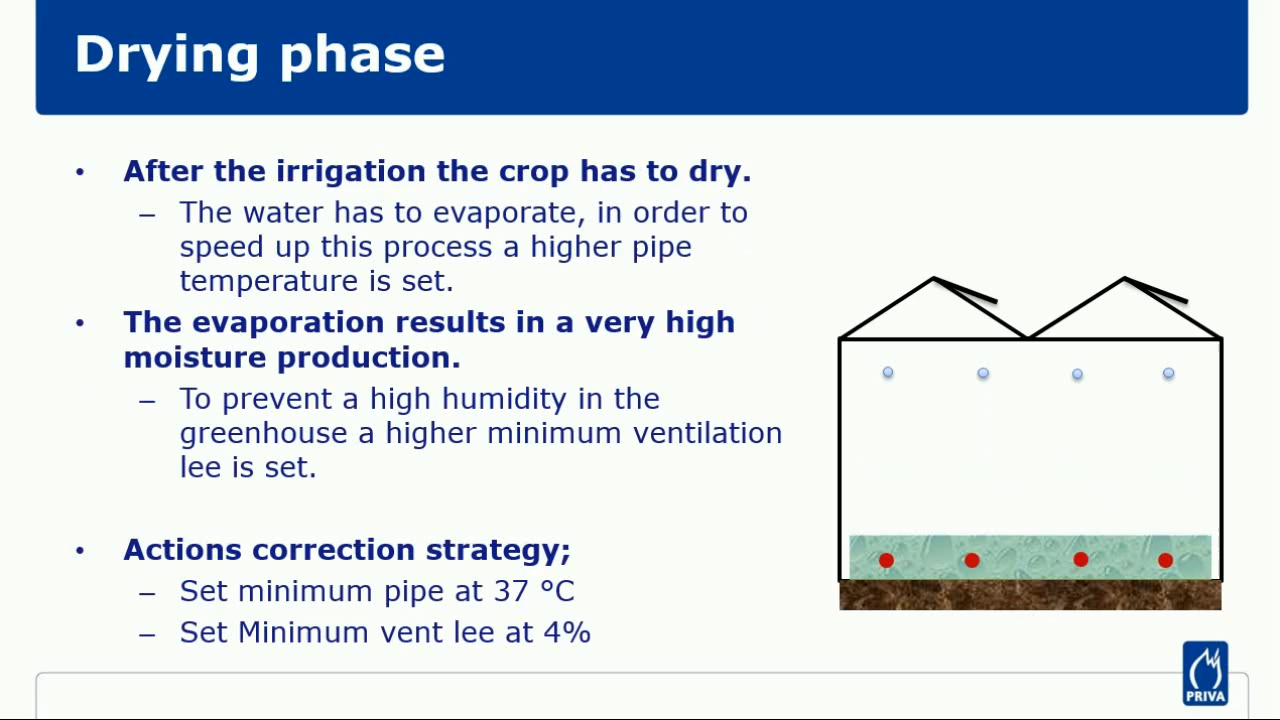 Drying phase
• After the irrigation the crop has to dry.
– The water has to evaporate, in order to
speed up this process a higher pipe
temperature is set.
• The evaporation results in a very high
moisture production.
– To prevent a high humidity in the
greenhouse a higher minimum ventilation
lee is set.
• Actions correction strategy;
– Set minimum pipe at 37 °C
– Set Minimum vent lee at 4%
PRIVA